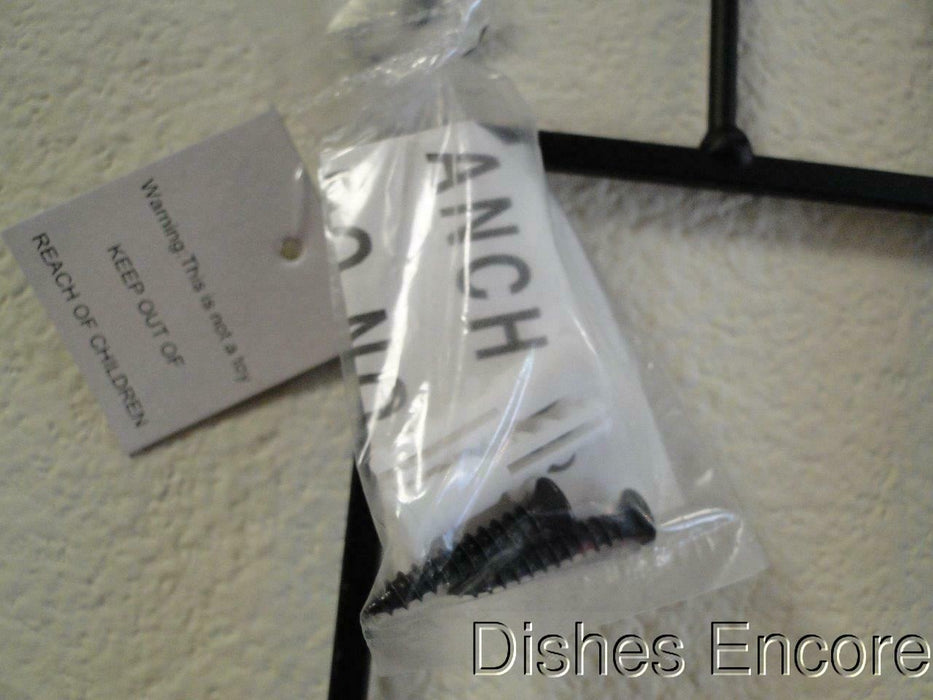 Warning This is not a toy
KEEP OUT OF
REACH OF CHILDREN
ANCH
Dishes Encore